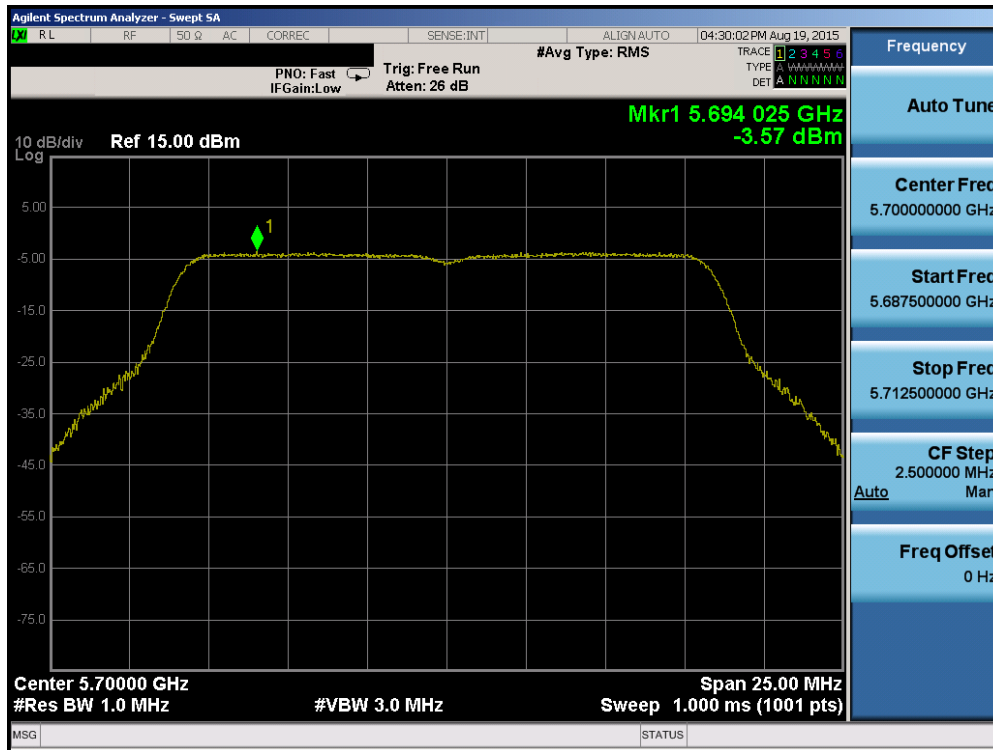 Agilent Spectrum Analyzer - Swept SA
LXI RL RF 50 Ω AC CORREC SENSE:INT ALIGN AUTO 04:30:02 PM Aug 19, 2015
#Avg Type: RMS
TRACE 1 2 3 4 5 6
TYPE A WWWWW
DET A N N N N N
PNO: Fast
IFGain:Low
Trig: Free Run
Atten: 26 dB
Mkr1 5.694 025 GHz
-3.57 dBm
10 dB/div
Log
Ref 15.00 dBm
1
5.00
-5.00
-15.0
-25.0
-35.0
-45.0
-55.0
-65.0
-75.0
Center 5.70000 GHz
Span 25.00 MHz
#Res BW 1.0 MHz
#VBW 3.0 MHz
Sweep 1.000 ms (1001 pts)
MSG
STATUS
Frequency
Auto Tune
Center Freq
5.700000000 GHz
Start Freq
5.687500000 GHz
Stop Freq
5.712500000 GHz
CF Step
2.500000 MHz
Auto Man
Freq Offset
0 Hz